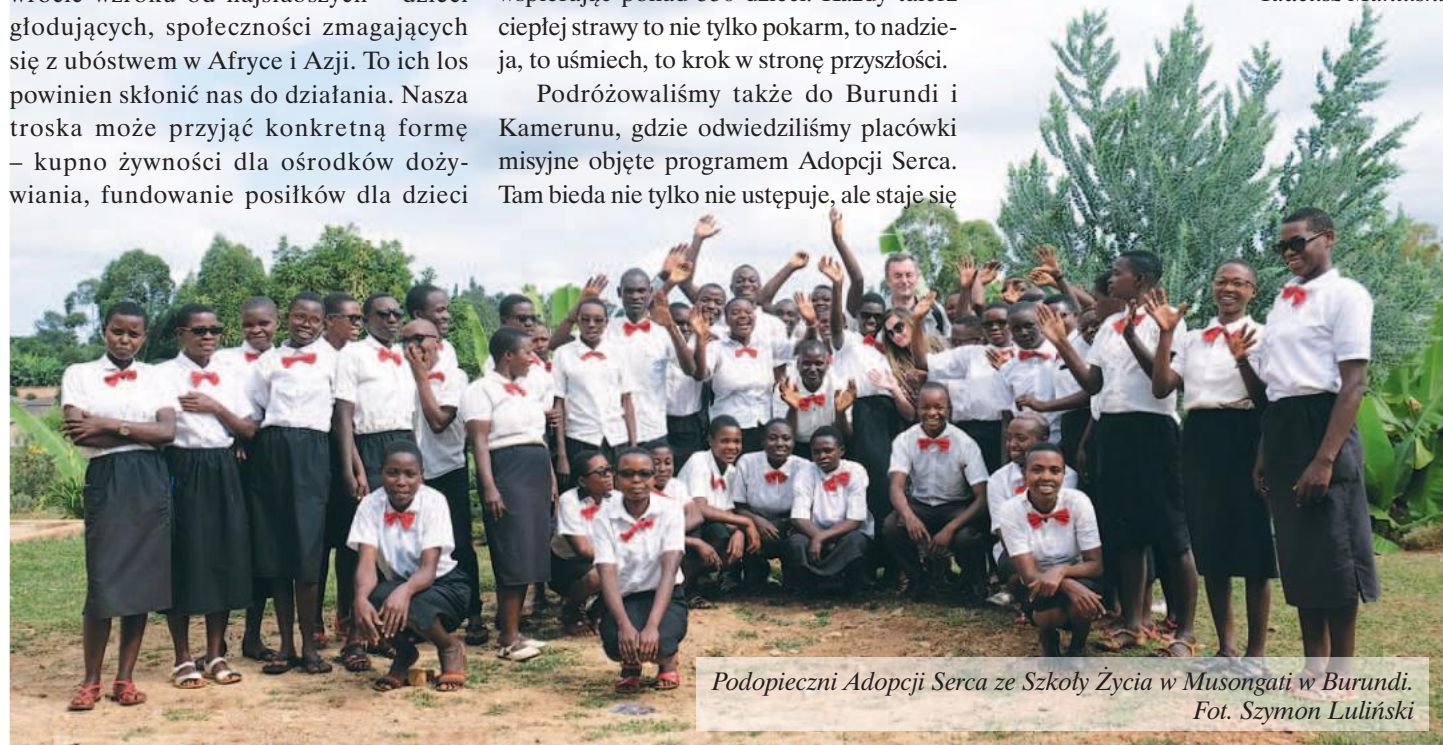 głodujących, społeczności zmagających
się z ubóstwem w Afryce i Azji. To ich los
powinien skłonić nas do działania. Nasza
troska może przyjąć konkretną formę
– kupno żywności dla ośrodków doży-
wiania, fundowanie posiłków dla dzieci
ciepłej strawy to nie tylko pokarm, to nadzie-
ja, to uśmiech, to krok w stronę przyszłości.
Podróżowaliśmy także do Burundi i
Kamerunu, gdzie odwiedziliśmy placówki
misyjne objęte programem Adopcji Serca.
Tam bieda nie tylko nie ustępuje, ale staje się
Podopieczni Adopcji Serca ze Szkoły Życia w Musongati w Burundi.
Fot. Szymon Luliński